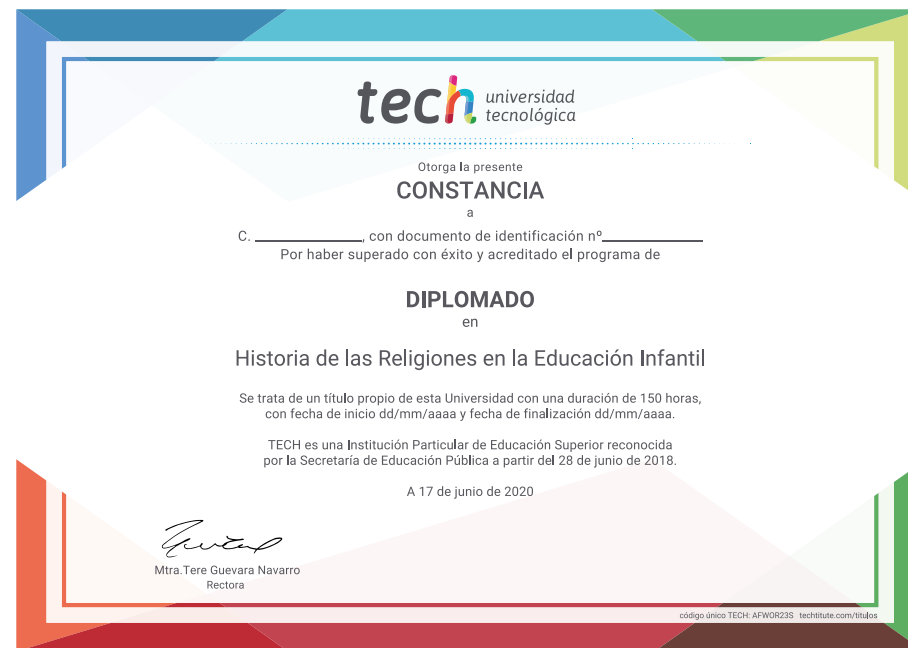 tech universidad
tecnológica
Otorga la presente
CONSTANCIA
a
C. ____________, con documento de identificación nº____________
Por haber superado con éxito y acreditado el programa de
DIPLOMADO
en
Historia de las Religiones en la Educación Infantil
Se trata de un título propio de esta Universidad con una duración de 150 horas,
con fecha de inicio dd/mm/aaaa y fecha de finalización dd/mm/aaaa.
TECH es una Institución Particular de Educación Superior reconocida
por la Secretaría de Educación Pública a partir del 28 de junio de 2018.
A 17 de junio de 2020
Mtra.Tere Guevara Navarro
Rectora
código único TECH: AFWOR23S techtitute.com/titulos